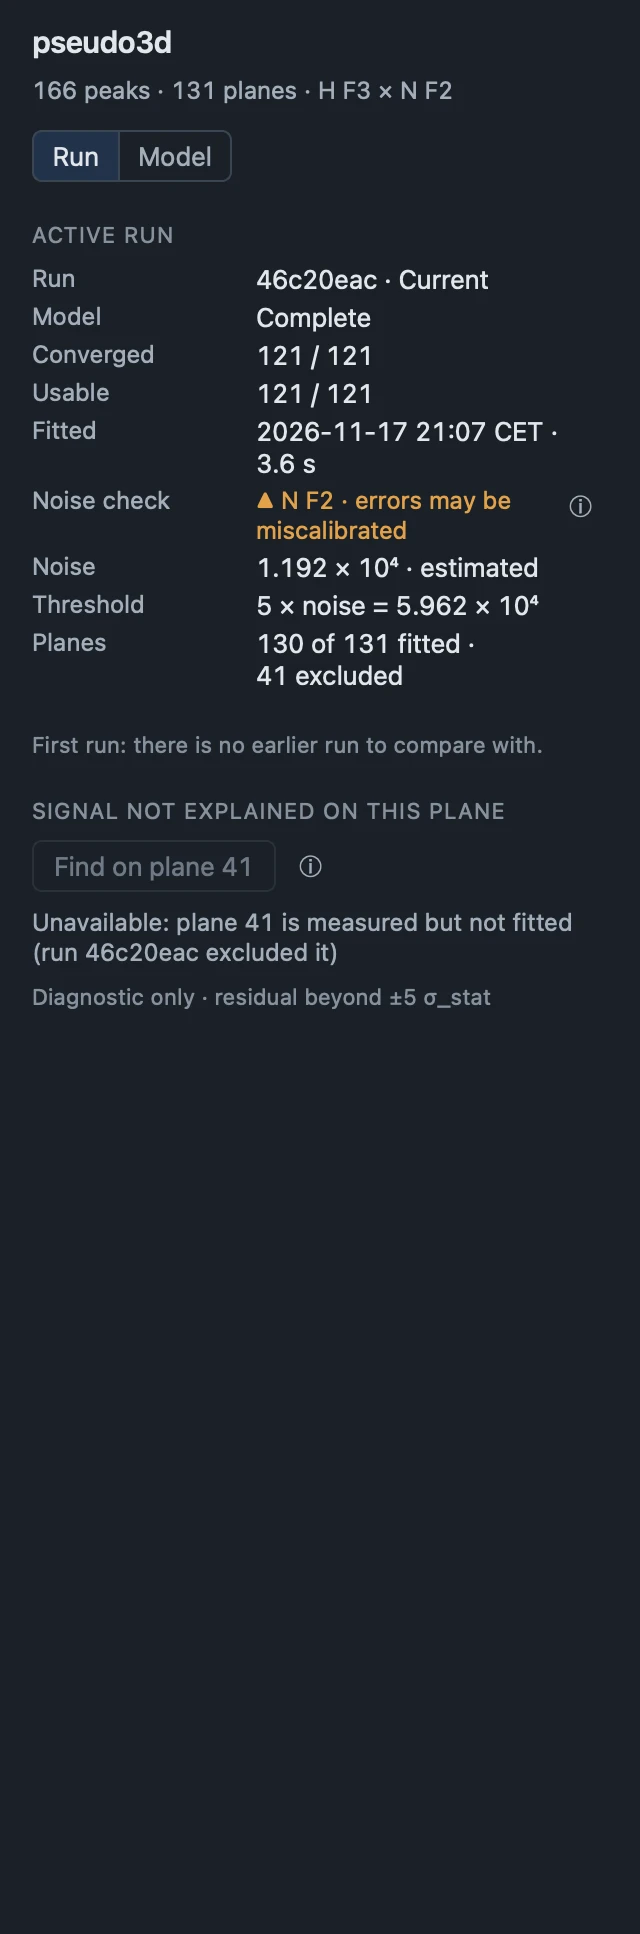 pseudo3d
166 peaks · 131 planes · H F3 × N F2
Run Model
ACTIVE RUN
Run 46c20eac · Current
Model Complete
Converged 121 / 121
Usable 121 / 121
Fitted 2026-11-17 21:07 CET ·
3.6 s
Noise check ▲ N F2 · errors may be ⓘ
miscalibrated
Noise 1.192 × 10⁴ · estimated
Threshold 5 × noise = 5.962 × 10⁴
Planes 130 of 131 fitted ·
41 excluded
First run: there is no earlier run to compare with.
SIGNAL NOT EXPLAINED ON THIS PLANE
Find on plane 41 ⓘ
Unavailable: plane 41 is measured but not fitted
(run 46c20eac excluded it)
Diagnostic only · residual beyond ±5 σ_stat